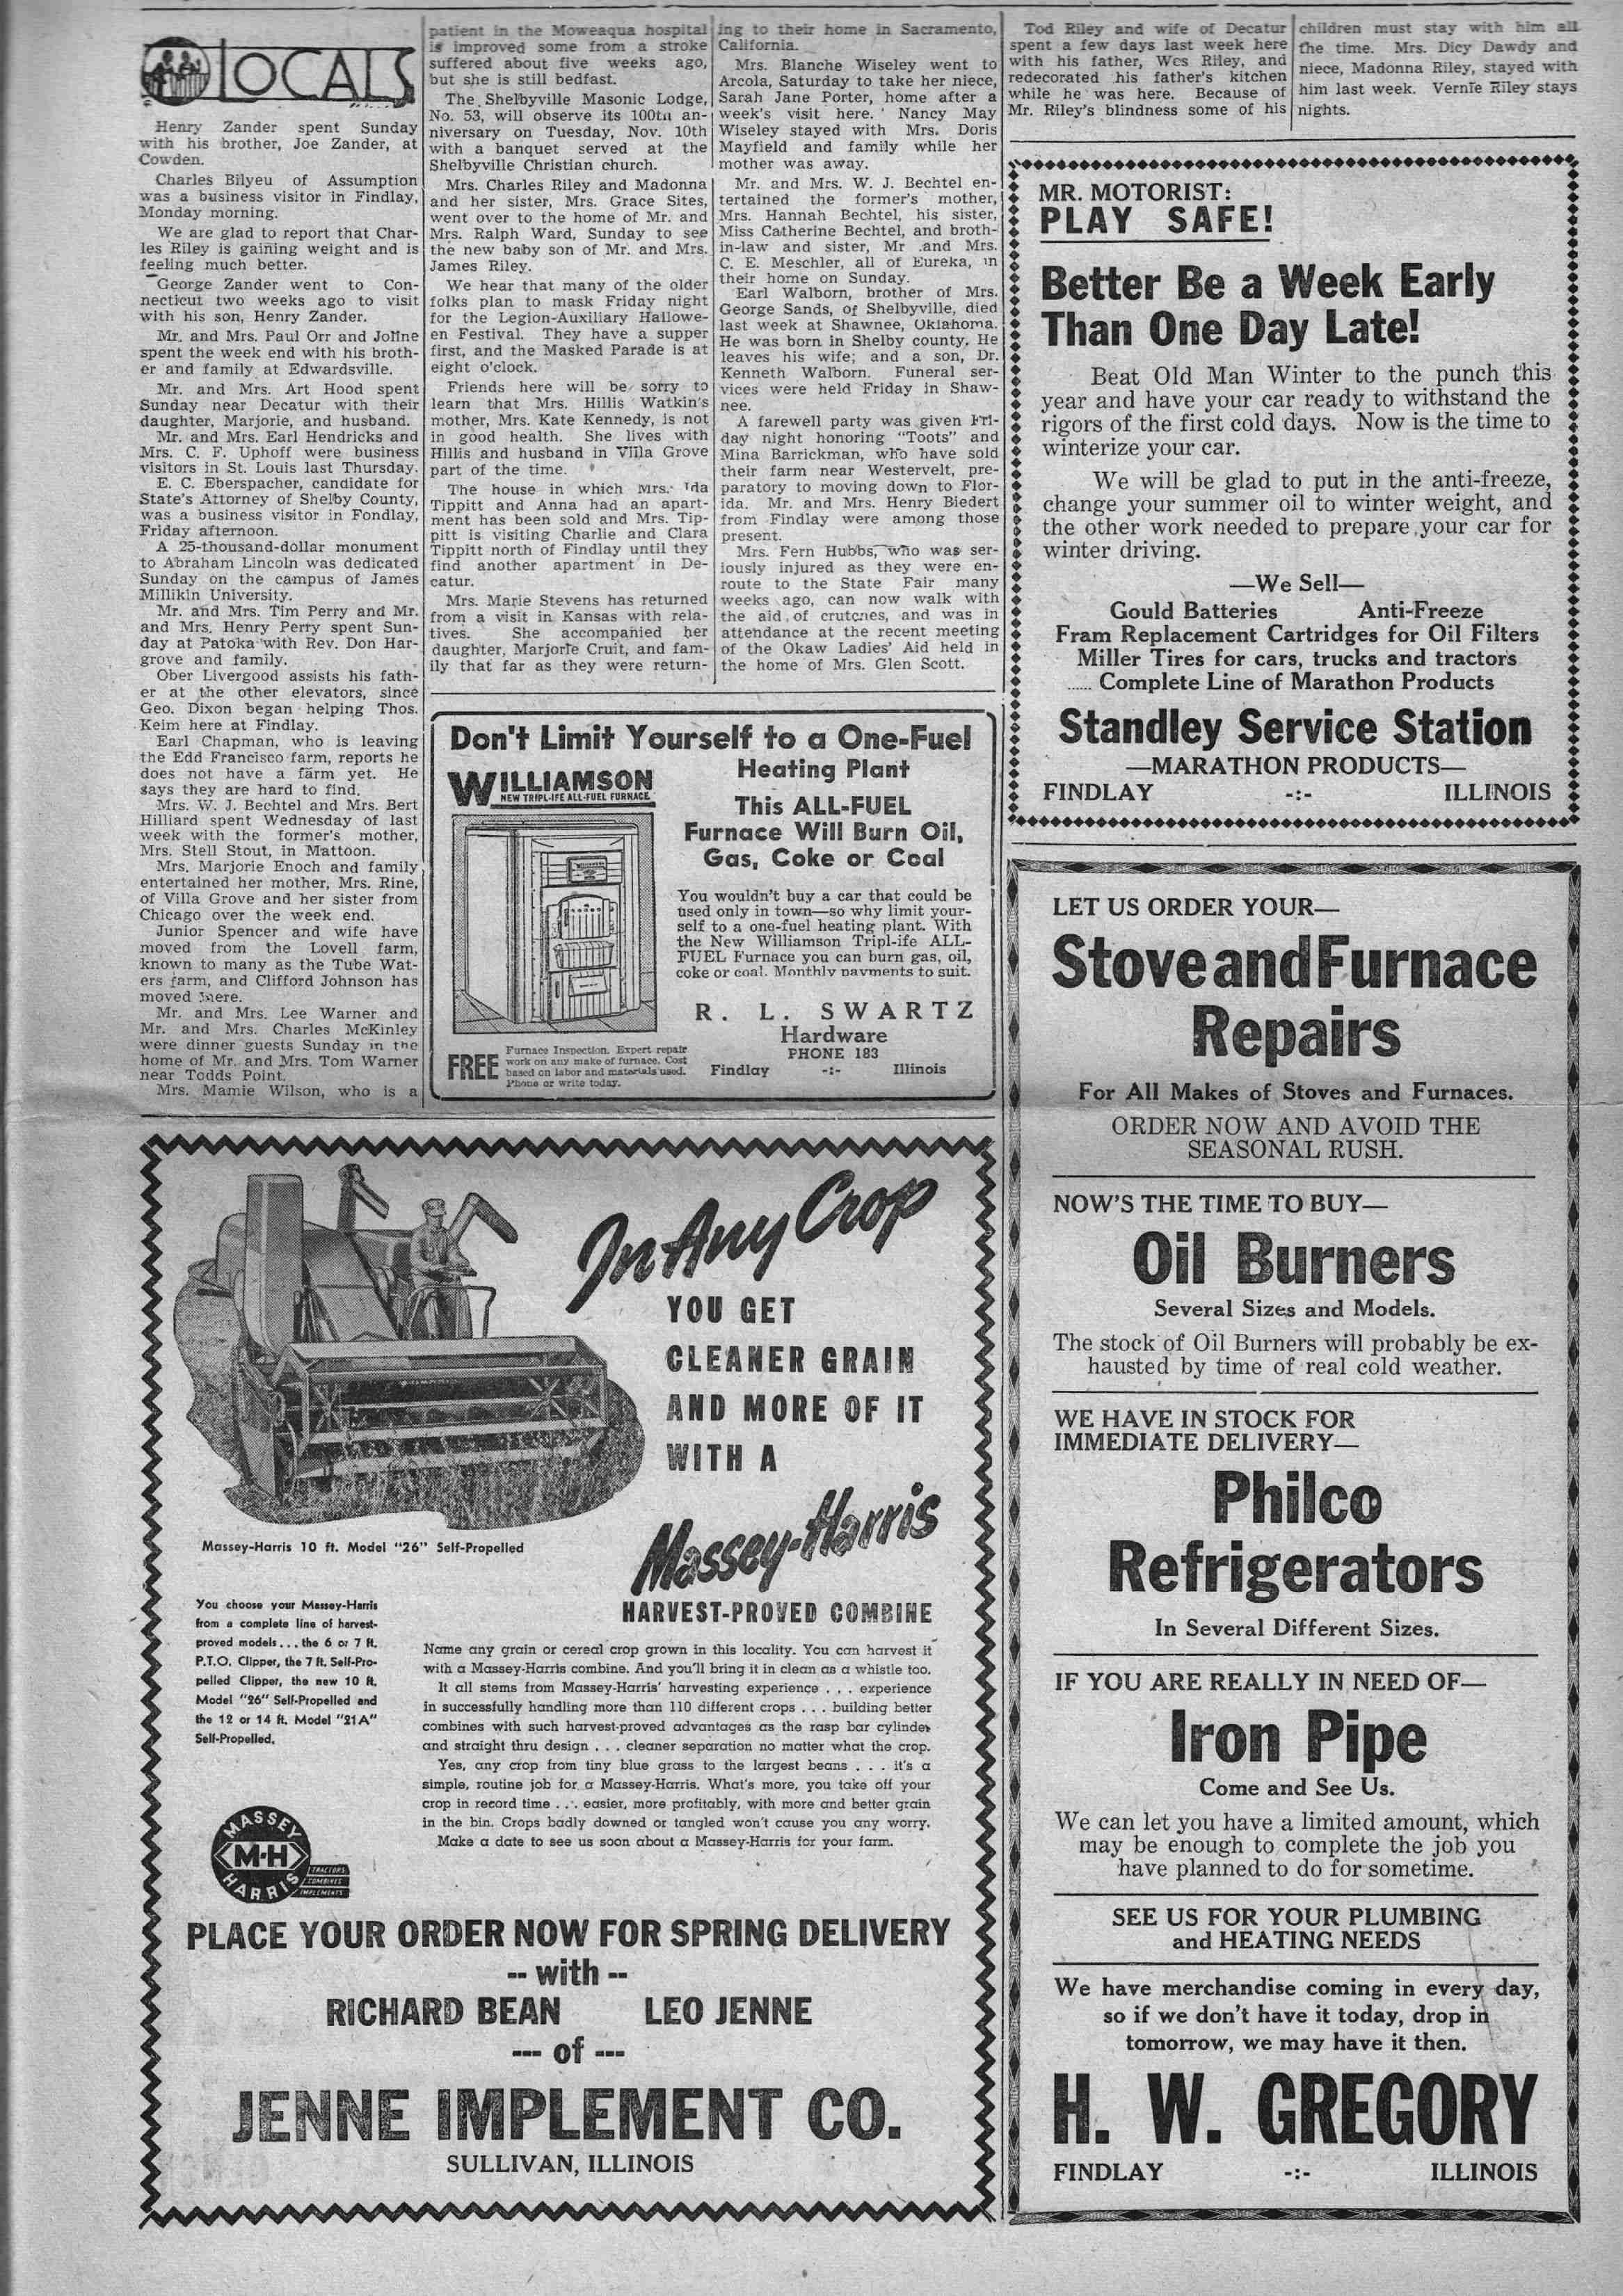 LOCALS
Henry Zander spent Sunday
with his brother, Joe Zander, at
Cowden.
Charles Bilyeu of Assumption
was a business visitor in Findlay,
Monday morning.
We are glad to report that Char-
les Riley is gaining weight and is
feeling much better.
George Zander went to Con-
necticut two weeks ago to visit
with his son, Henry Zander.
Mr. and Mrs. Paul Orr and Joline
spent the week end with his broth-
er and family at Edwardsville.
Mr. and Mrs. Art Hood spent
Sunday near Decatur with their
daughter, Marjorie, and husband.
Mr. and Mrs. Earl Hendricks and
Mrs. C. F. Uphoff were business
visitors in St. Louis last Thursday.
E. C. Eberspacher, candidate for
State's Attorney of Shelby County,
was a business visitor in Fondlay,
Friday afternoon.
A 25-thousand-dollar monument
to Abraham Lincoln was dedicated
Sunday on the campus of James
Millikin University.
Mr. and Mrs. Tim Perry and Mr.
and Mrs. Henry Perry spent Sun-
day at Patoka with Rev. Don Har-
grove and family.
Ober Livergood assists his fath-
er at the other elevators, since
Geo. Dixon began helping Thos.
Keim here at Findlay.
Earl Chapman, who is leaving
the Edd Francisco farm, reports he
does not have a farm yet. He
says they are hard to find.
Mrs. W. J. Bechtel and Mrs. Bert
Hilliard spent Wednesday of last
week with the former's mother,
Mrs. Stell Stout, in Mattoon.
Mrs. Marjorie Enoch and family
entertained her mother, Mrs. Rine,
of Villa Grove and her sister from
Chicago over the week end.
Junior Spencer and wife have
moved from the Lovell farm,
known to many as the Tube Wat-
ers farm, and Clifford Johnson has
moved there.
Mr. and Mrs. Lee Warner and
Mr. and Mrs. Charles McKinley
were dinner guests Sunday in the
home of Mr. and Mrs. Tom Warner
near Todds Point.
Mrs. Mamie Wilson, who is a
patient in the Moweaqua hospital
is improved some from a stroke
suffered about five weeks ago,
but she is still bedfast.
The Shelbyville Masonic Lodge,
No. 53, will observe its 100th an-
niversary on Tuesday, Nov. 10th
with a banquet served at the
Shelbyville Christian church.
Mrs. Charles Riley and Madonna
and her sister, Mrs. Grace Sites,
went over to the home of Mr. and
Mrs. Ralph Ward, Sunday to see
the new baby son of Mr. and Mrs.
James Riley.
We hear that many of the older
folks plan to mask Friday night
for the Legion-Auxiliary Hallowe-
en Festival. They have a supper
first, and the Masked Parade is at
eight o'clock.
Friends here will be sorry to
learn that Mrs. Hillis Watkin's
mother, Mrs. Kate Kennedy, is not
in good health. She lives with
Hillis and husband in Villa Grove
part of the time.
The house in which Mrs. Ida
Tippitt and Anna had an apart-
ment has been sold and Mrs. Tip-
pitt is visiting Charlie and Clara
Tippitt north of Findlay until they
find another apartment in De-
catur.
Mrs. Marie Stevens has returned
from a visit in Kansas with rela-
tives. She accompanied her
daughter, Marjorie Cruit, and fam-
ily that far as they were return-
ing to their home in Sacramento,
California.
Mrs. Blanche Wiseley went to
Arcola, Saturday to take her niece,
Sarah Jane Porter, home after a
week's visit here. Nancy May
Wiseley stayed with Mrs. Doris
Mayfield and family while her
mother was away.
Mr. and Mrs. W. J. Bechtel en-
tertained the former's mother,
Mrs. Hannah Bechtel, his sister,
Miss Catherine Bechtel, and broth-
in-law and sister, Mr .and Mrs.
C. E. Meschler, all of Eureka, in
their home on Sunday.
Earl Walborn, brother of Mrs.
George Sands, of Shelbyville, died
last week at Shawnee, Oklahoma.
He was born in Shelby county. He
leaves his wife; and a son, Dr.
Kenneth Walborn. Funeral ser-
vices were held Friday in Shaw-
nee.
A farewell party was given Fri-
day night honoring "Toots" and
Mina Barrickman, who have sold
their farm near Westervelt, pre-
paratory to moving down to Flor-
ida. Mr. and Mrs. Henry Biedert
from Findlay were among those
present.
Mrs. Fern Hubbs, who was ser-
iously injured as they were en-
route to the State Fair many
weeks ago, can now walk with
the aid of crutches, and was in
attendance at the recent meeting
of the Okaw Ladies' Aid held in
the home of Mrs. Glen Scott.
Tod Riley and wife of Decatur
spent a few days last week here
with his father, Wes Riley, and
redecorated his father's kitchen
while he was here. Because of
Mr. Riley's blindness some of his
children must stay with him all
the time. Mrs. Dicy Dawdy and
niece, Madonna Riley, stayed with
him last week. Vernie Riley stays
nights.
MR. MOTORIST:
PLAY SAFE!
Better Be a Week Early
Than One Day Late!
Beat Old Man Winter to the punch this
year and have your car ready to withstand the
rigors of the first cold days. Now is the time to
winterize your car.
We will be glad to put in the anti-freeze,
change your summer oil to winter weight, and
the other work needed to prepare your car for
winter driving.
—We Sell—
Gould Batteries Anti-Freeze
Fram Replacement Cartridges for Oil Filters
Miller Tires for cars, trucks and tractors
...... Complete Line of Marathon Products
Standley Service Station
—MARATHON PRODUCTS—
FINDLAY -:- ILLINOIS
Don't Limit Yourself to a One-Fuel
Heating Plant
WILLIAMSON
NEW TRIPL-IFE ALL-FUEL FURNACE
This ALL-FUEL
Furnace Will Burn Oil,
Gas, Coke or Coal
You wouldn't buy a car that could be
used only in town—so why limit your-
self to a one-fuel heating plant. With
the New Williamson Tripl-ife ALL-
FUEL Furnace you can burn gas, oil,
coke or coal. Monthly payments to suit.
R. L. SWARTZ
Hardware
PHONE 183
Findlay -:- Illinois
FREE
Furnace Inspection. Expert repair
work on any make of furnace. Cost
based on labor and materials used.
Phone or write today.
In Any Crop
YOU GET
CLEANER GRAIN
AND MORE OF IT
WITH A
Massey-Harris
HARVEST-PROVED COMBINE
Massey-Harris 10 ft. Model "26" Self-Propelled
You choose your Massey-Harris
from a complete line of harvest-
proved models . . . the 6 or 7 ft.
P.T.O. Clipper, the 7 ft. Self-Pro-
pelled Clipper, the new 10 ft.
Model "26" Self-Propelled and
the 12 or 14 ft. Model "21A"
Self-Propelled.
Name any grain or cereal crop grown in this locality. You can harvest it
with a Massey-Harris combine. And you'll bring it in clean as a whistle too.
It all stems from Massey-Harris' harvesting experience . . . experience
in successfully handling more than 110 different crops . . . building better
combines with such harvest-proved advantages as the rasp bar cylinder
and straight thru design . . . cleaner separation no matter what the crop.
Yes, any crop from tiny blue grass to the largest beans . . . it's a
simple, routine job for a Massey-Harris. What's more, you take off your
crop in record time . . . easier, more profitably, with more and better grain
in the bin. Crops badly downed or tangled won't cause you any worry.
Make a date to see us soon about a Massey-Harris for your farm.
MASSEY
M-H
HARRIS
TRACTORS
COMBINES
IMPLEMENTS
PLACE YOUR ORDER NOW FOR SPRING DELIVERY
-- with --
RICHARD BEAN LEO JENNE
--- of ---
JENNE IMPLEMENT CO.
SULLIVAN, ILLINOIS
LET US ORDER YOUR—
Stove and Furnace
Repairs
For All Makes of Stoves and Furnaces.
ORDER NOW AND AVOID THE
SEASONAL RUSH.
NOW'S THE TIME TO BUY—
Oil Burners
Several Sizes and Models.
The stock of Oil Burners will probably be ex-
hausted by time of real cold weather.
WE HAVE IN STOCK FOR
IMMEDIATE DELIVERY—
Philco
Refrigerators
In Several Different Sizes.
IF YOU ARE REALLY IN NEED OF—
Iron Pipe
Come and See Us.
We can let you have a limited amount, which
may be enough to complete the job you
have planned to do for sometime.
SEE US FOR YOUR PLUMBING
and HEATING NEEDS
We have merchandise coming in every day,
so if we don't have it today, drop in
tomorrow, we may have it then.
H. W. GREGORY
FINDLAY -:- ILLINOIS